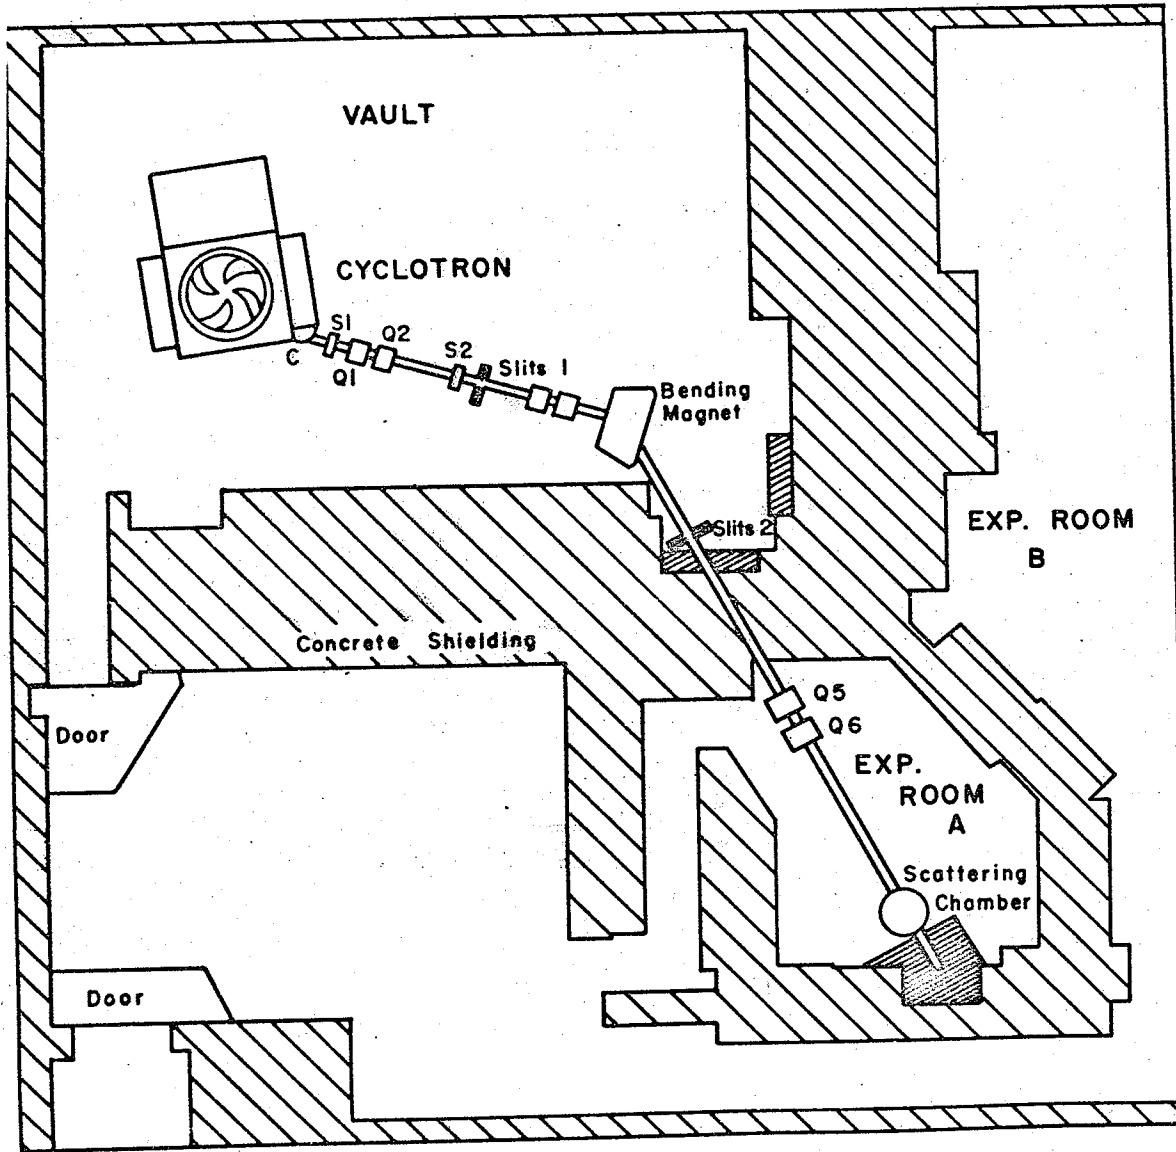 VAULT
CYCLOTRON
S1
Q2
C
Q1
S2
Slits 1
Bending
Magnet
Slits 2
EXP. ROOM
B
Concrete Shielding
Q5
Q6
Door
EXP.
ROOM
A
Scattering
Chamber
Door